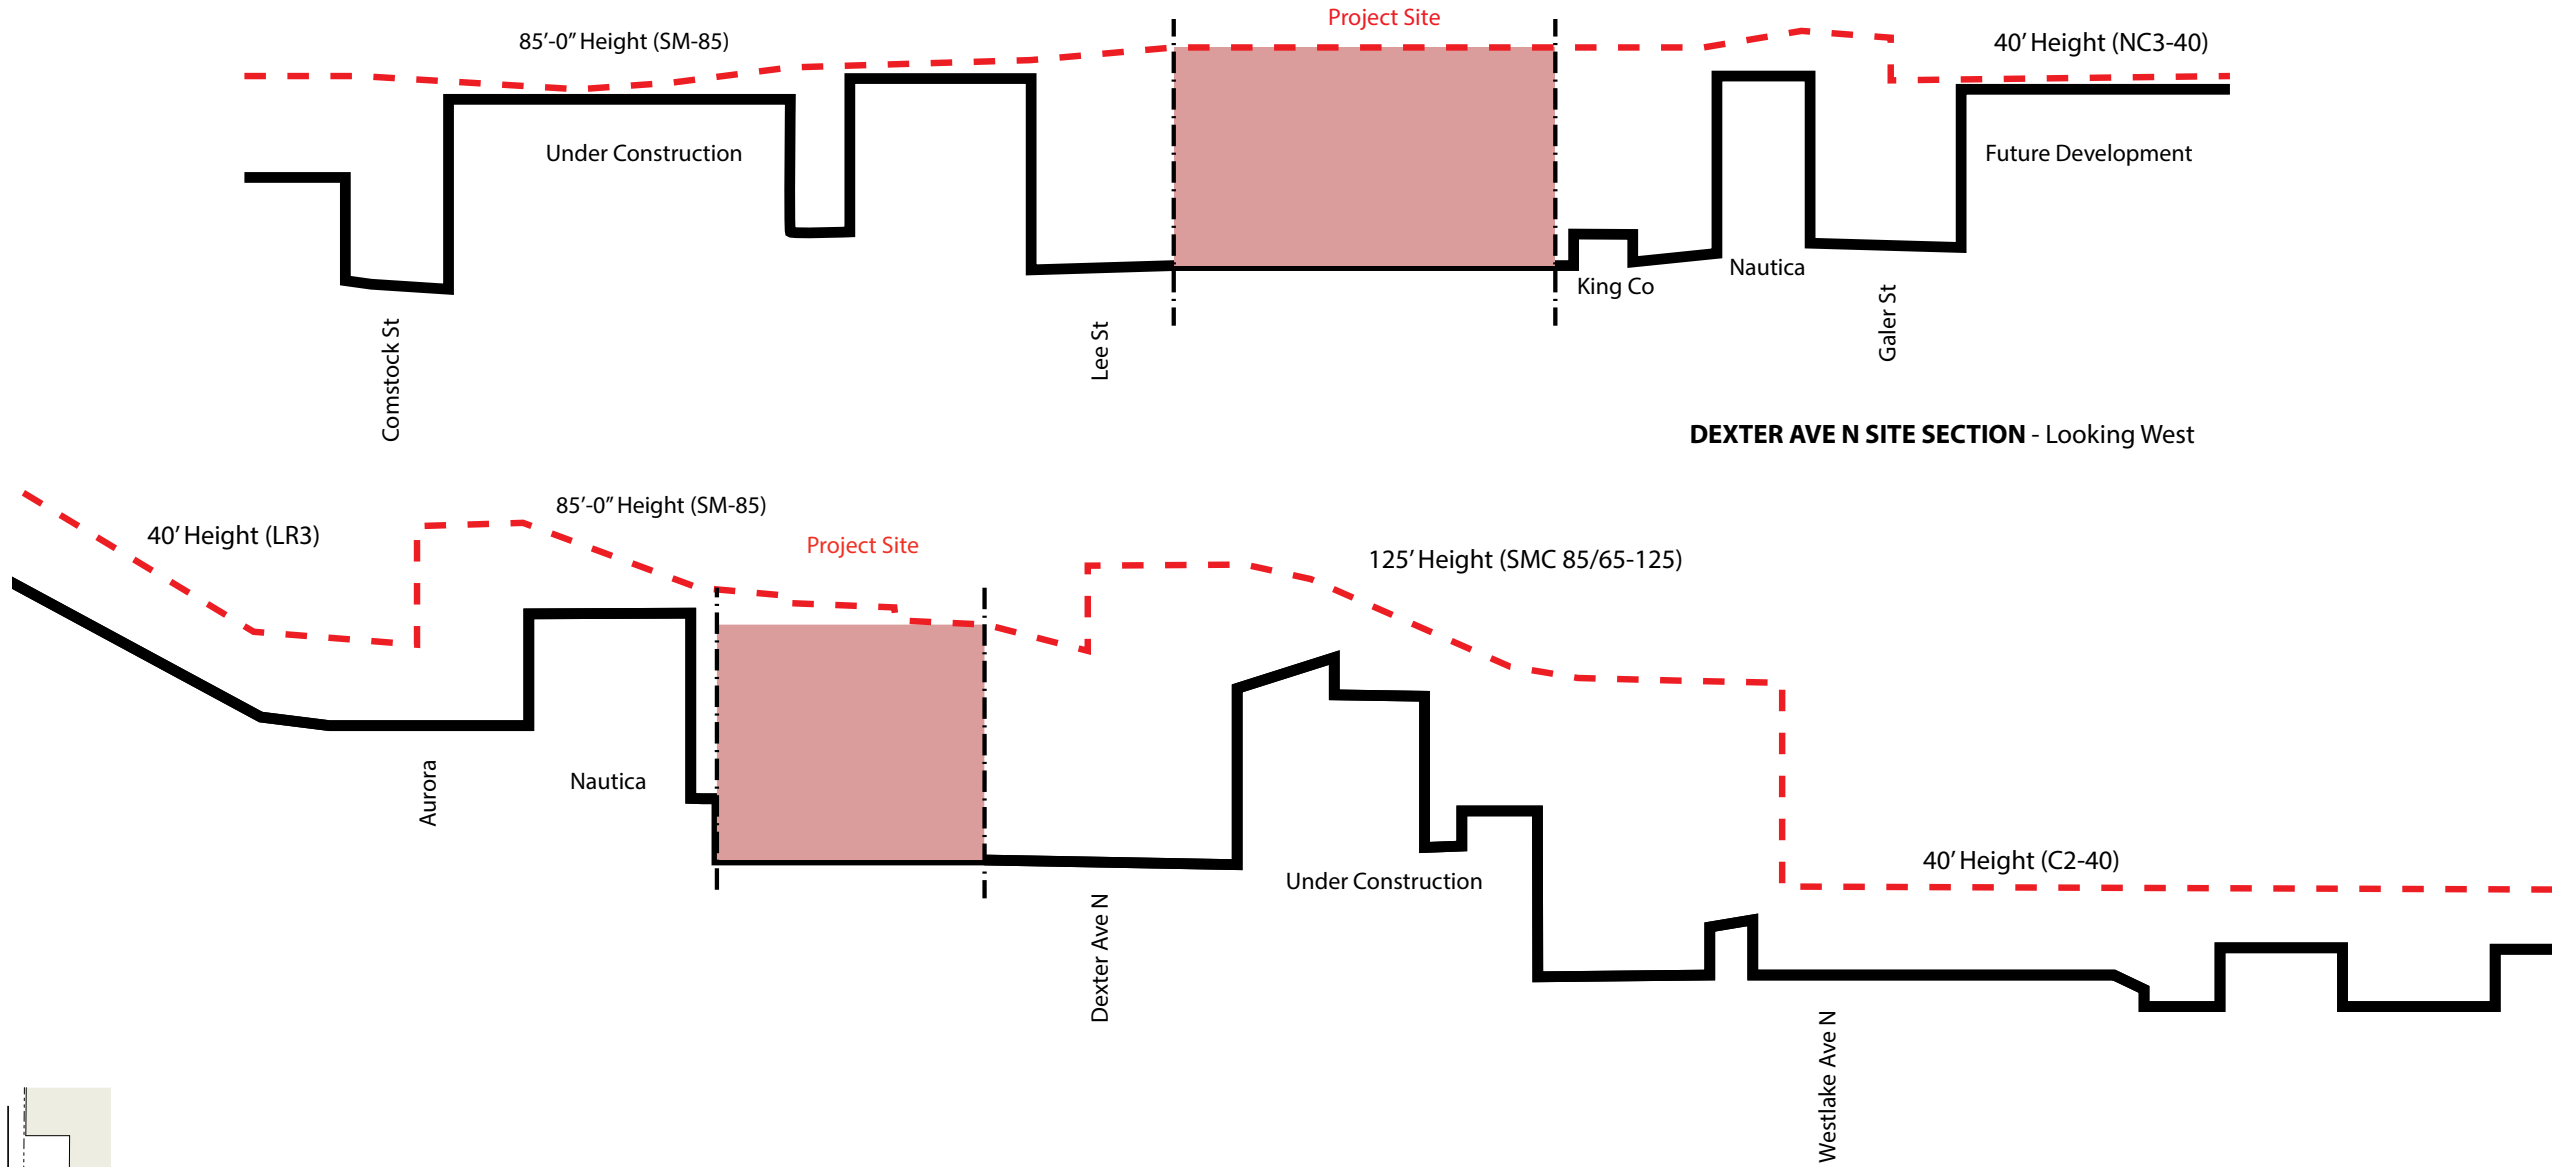 Project Site
85'-0" Height (SM-85)
40' Height (NC3-40)
Under Construction
Future Development
Nautica
King Co
Comstock St
Lee St
Galer St
DEXTER AVE N SITE SECTION - Looking West
85'-0" Height (SM-85)
40' Height (LR3)
Project Site
125' Height (SMC 85/65-125)
Aurora
Nautica
Under Construction
40' Height (C2-40)
Dexter Ave N
Westlake Ave N